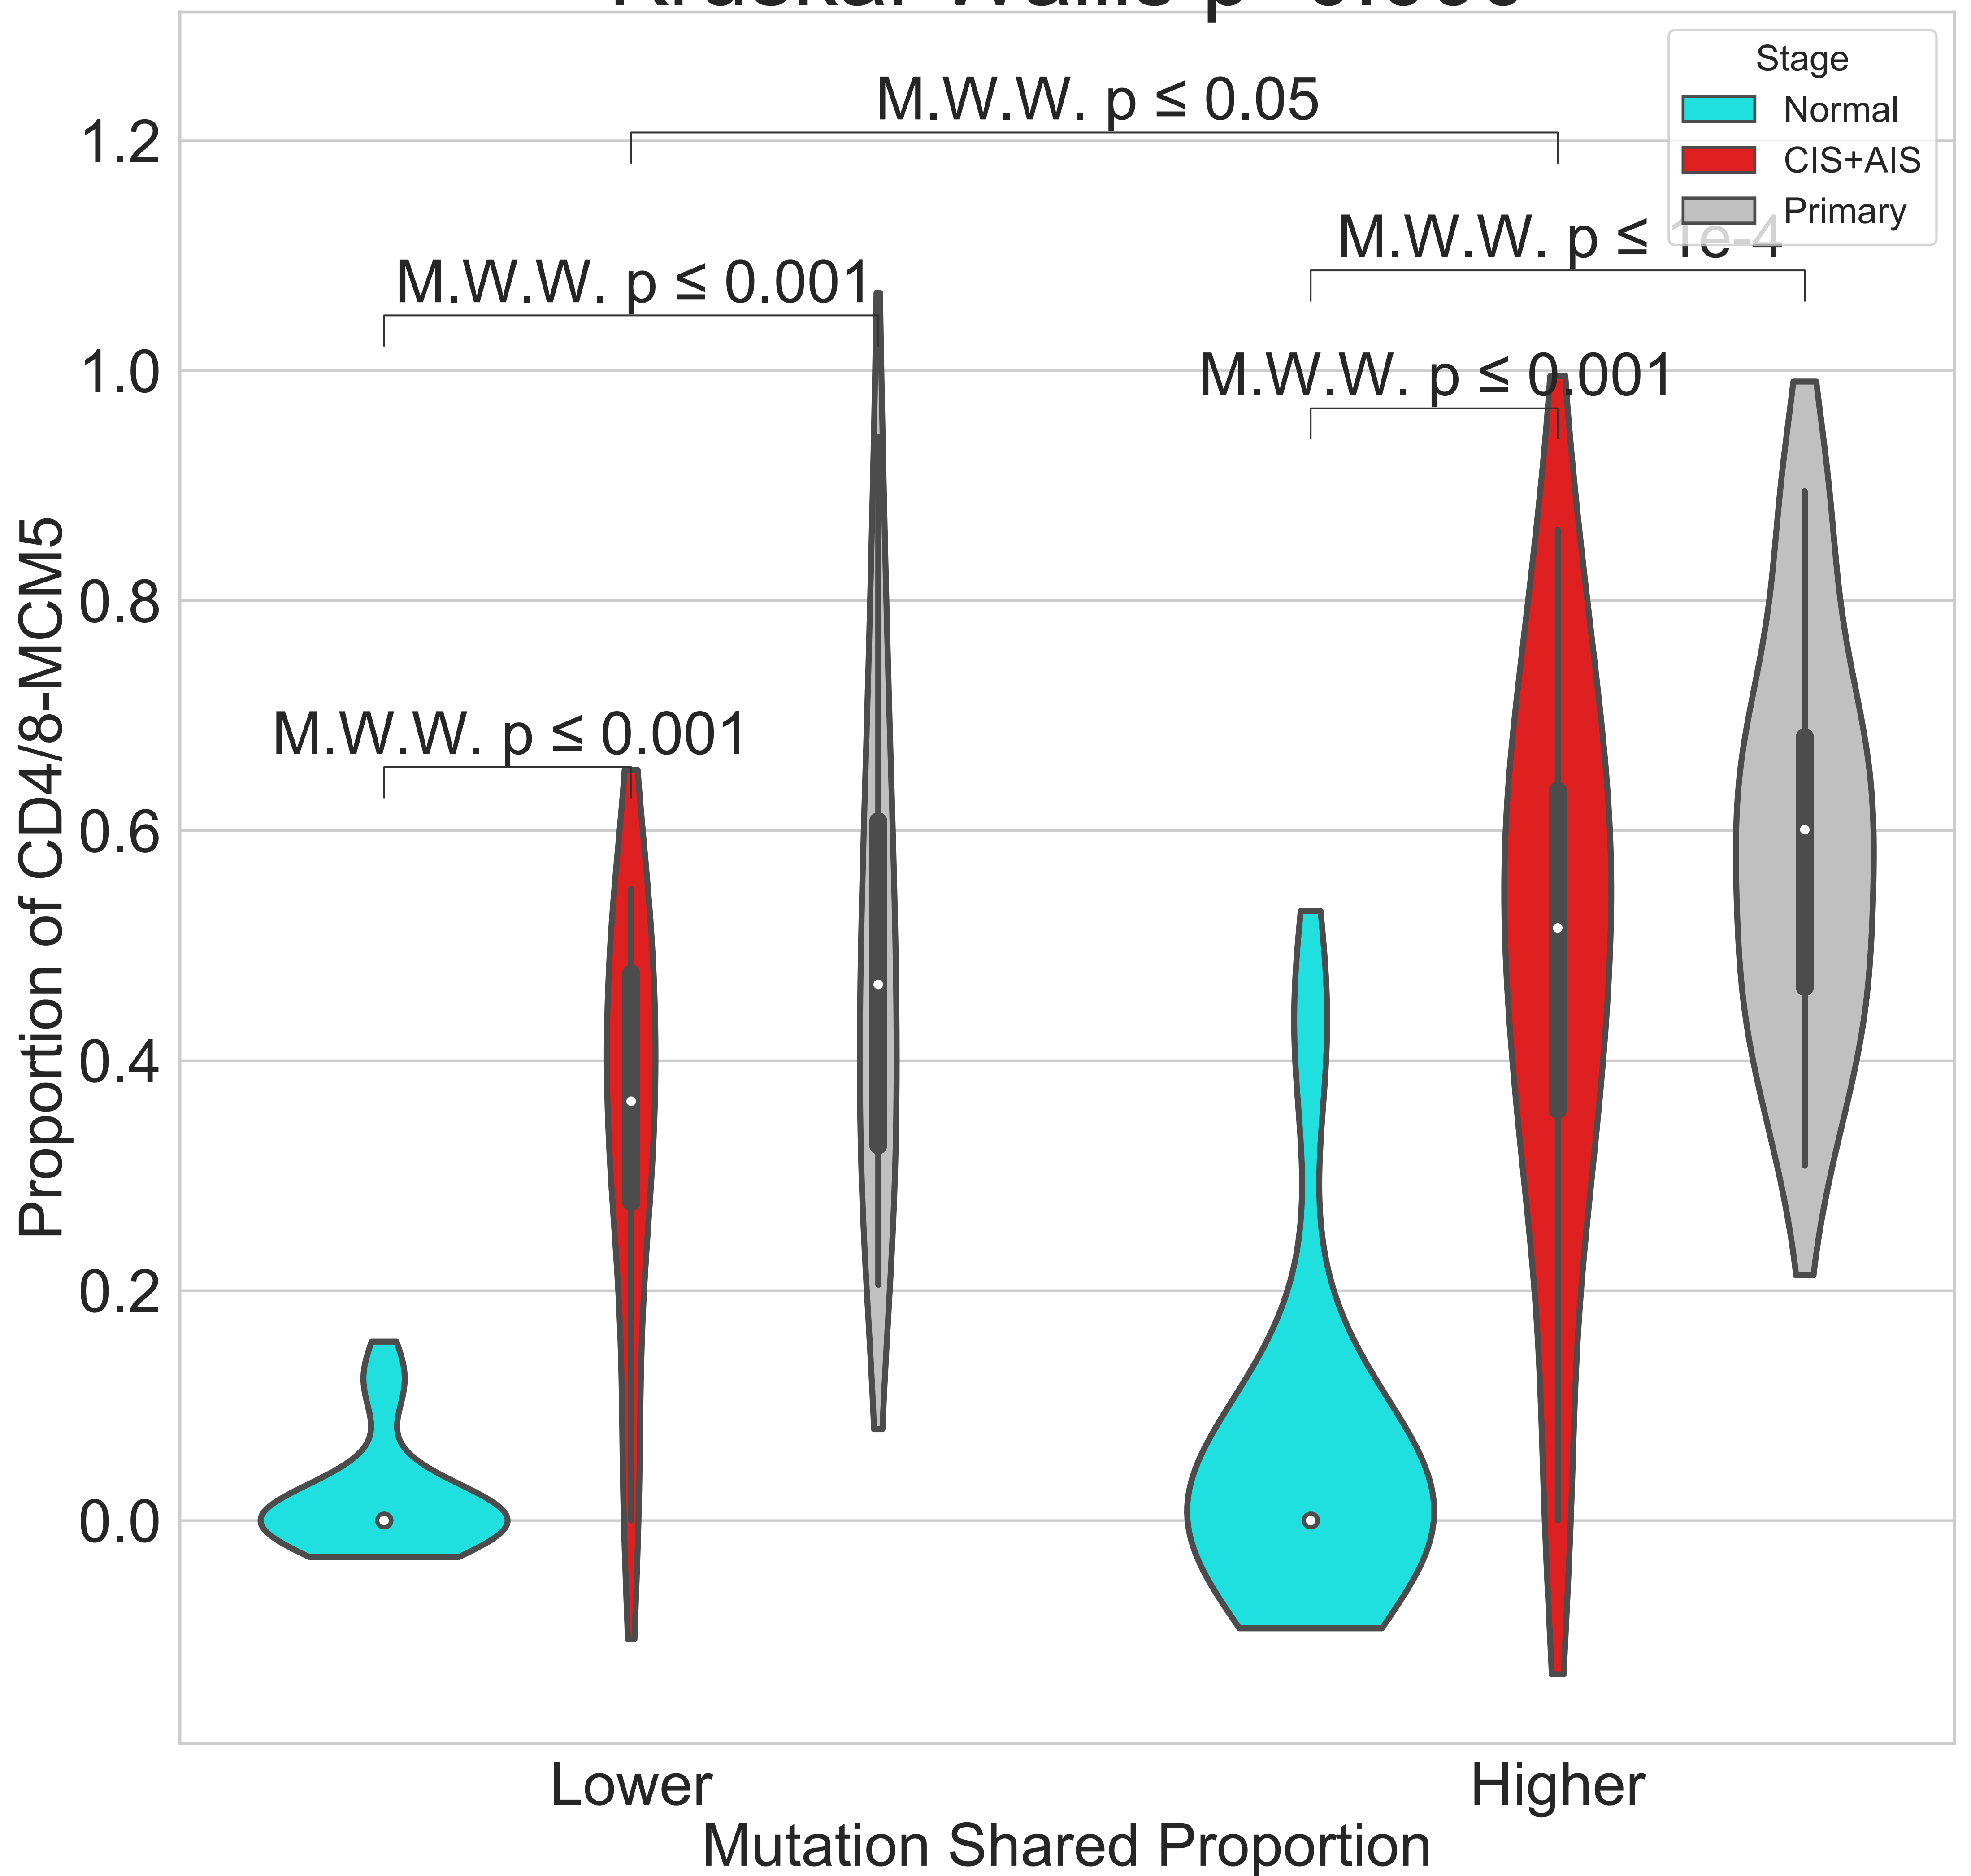 M.W.W. p ≤ 0.05
Stage
Normal
CIS+AIS
Primary
M.W.W. p ≤ 1e-4
M.W.W. p ≤ 0.001
M.W.W. p ≤ 0.001
M.W.W. p ≤ 0.001
1.2
1.0
0.8
0.6
0.4
0.2
0.0
Proportion of CD4/8-MCM5
Lower
Higher
Mutation Shared Proportion